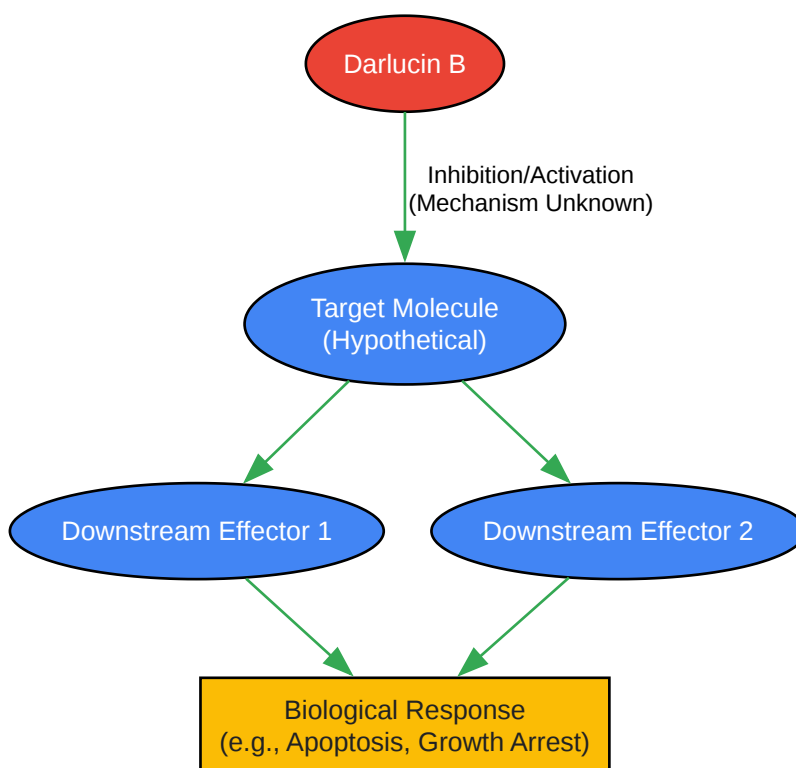 Darlucin B
Inhibition/Activation
(Mechanism Unknown)
Target Molecule
(Hypothetical)
Downstream Effector 1
Downstream Effector 2
Biological Response
(e.g., Apoptosis, Growth Arrest)